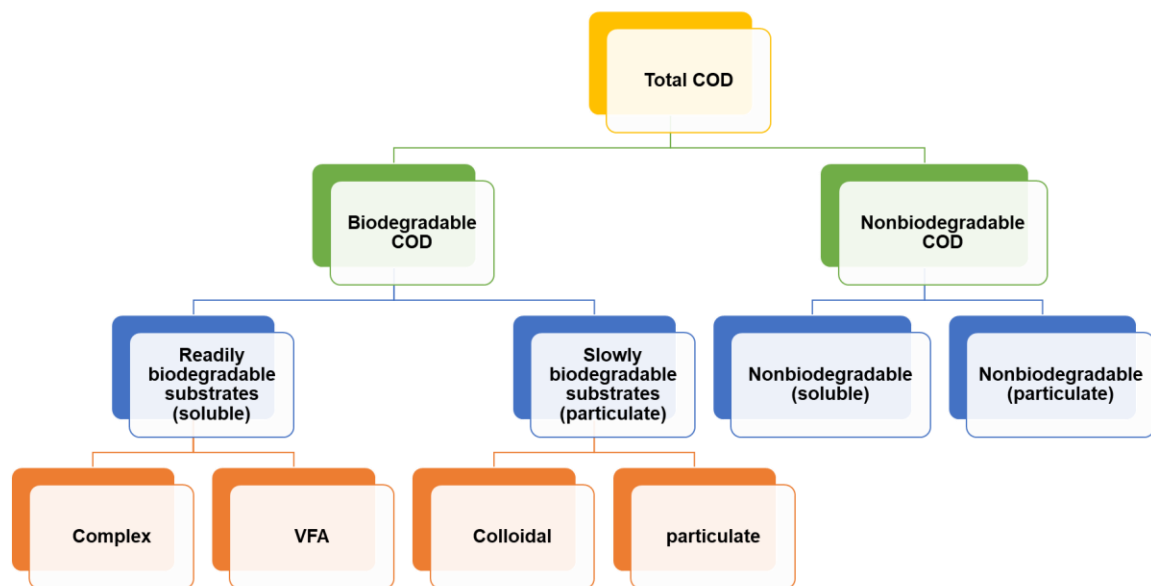 Total COD
Biodegradable
COD
Nonbiodegradable
COD
Readily
biodegradable
substrates
(soluble)
Slowly
biodegradable
substrates
(particulate)
Nonbiodegradable
(soluble)
Nonbiodegradable
(particulate)
Complex
VFA
Colloidal
particulate